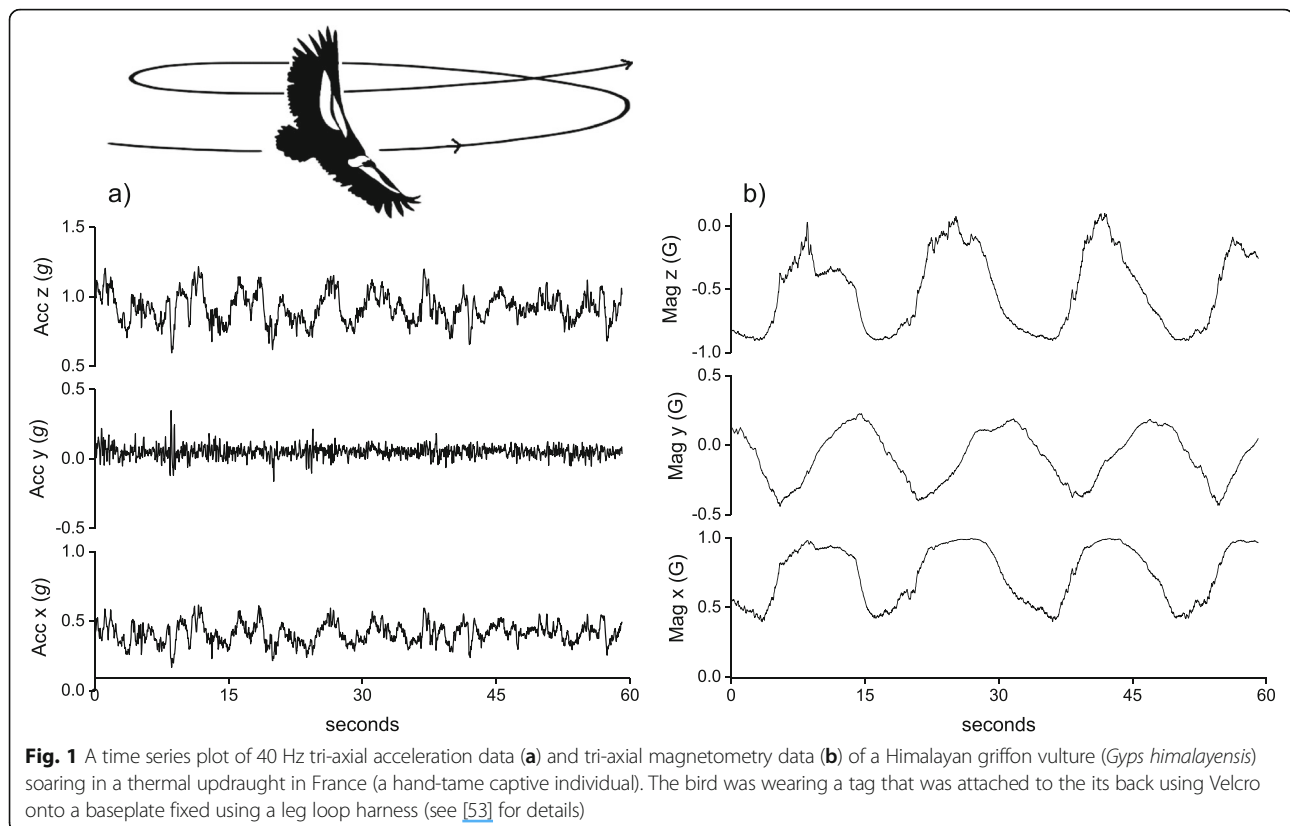 a)
1.5
1.0
0.5
Acc z (g)
0.5
0.0
-0.5
Acc y (g)
1.0
0.5
0.0
Acc x (g)
0 15 30 45 60
seconds
b)
0.0
-0.5
-1.0
Mag z (G)
0.5
0.0
-0.5
Mag y (G)
1.0
0.5
0.0
Mag x (G)
0 15 30 45 60
seconds
Fig. 1 A time series plot of 40 Hz tri-axial acceleration data (a) and tri-axial magnetometry data (b) of a Himalayan griffon vulture (Gyps himalayensis)
soaring in a thermal updraught in France (a hand-tame captive individual). The bird was wearing a tag that was attached to the its back using Velcro
onto a baseplate fixed using a leg loop harness (see [53] for details)